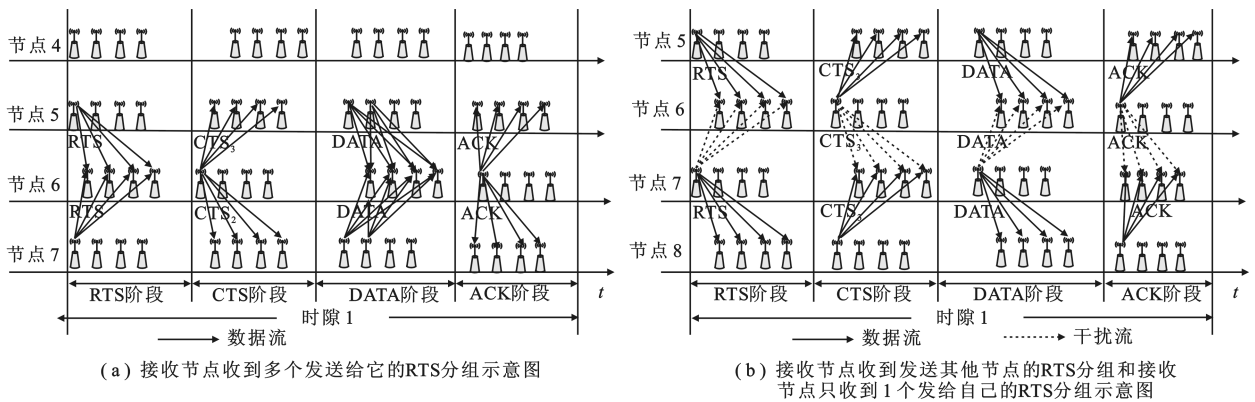 节点4
节点5
RTS
CTS₃
DATA
ACK
节点6
RTS
CTS₂
DATA
ACK
节点7
RTS阶段
CTS阶段
DATA阶段
ACK阶段
t
时隙1
数据流
(a) 接收节点收到多个发送给它的RTS分组示意图
节点5
RTS
CTS₂
DATA
ACK
节点6
CTS₃
DATA
ACK
节点7
RTS
CTS₃
DATA
ACK
节点8
RTS阶段
CTS阶段
DATA阶段
ACK阶段
t
时隙1
数据流
干扰流
(b) 接收节点收到发送其他节点的RTS分组和接收
节点只收到1个发给自己的RTS分组示意图